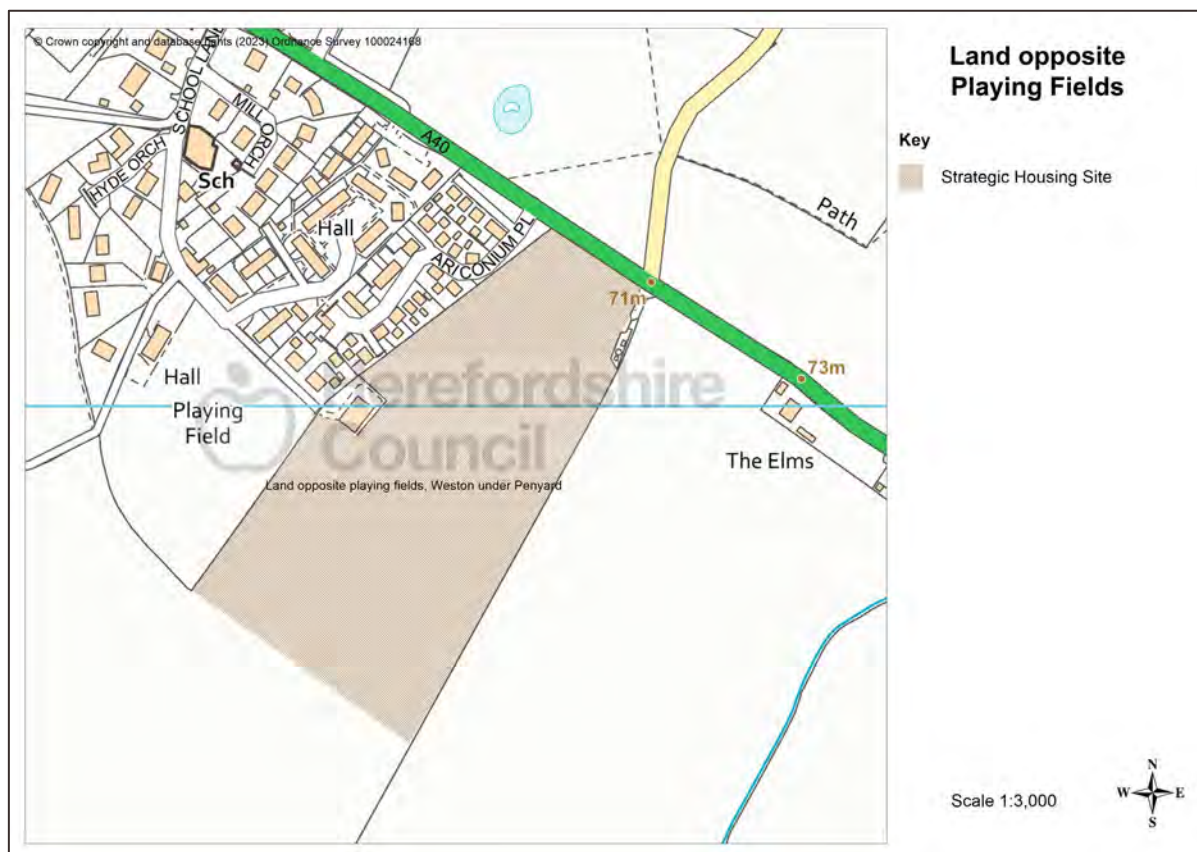 © Crown copyright and database rights (2023) Ordnance Survey 100024168
Land opposite
Playing Fields
Key
Strategic Housing Site
SCHOOL LANE
MILL ORCH
HYDE ORCH
Sch
A40
Hall
ARICONIUM PL
Path
71m
73m
Hall
Playing
Field
Herefordshire
Council
The Elms
Land opposite playing fields, Weston under Penyard
Scale 1:3,000
N
W E
S